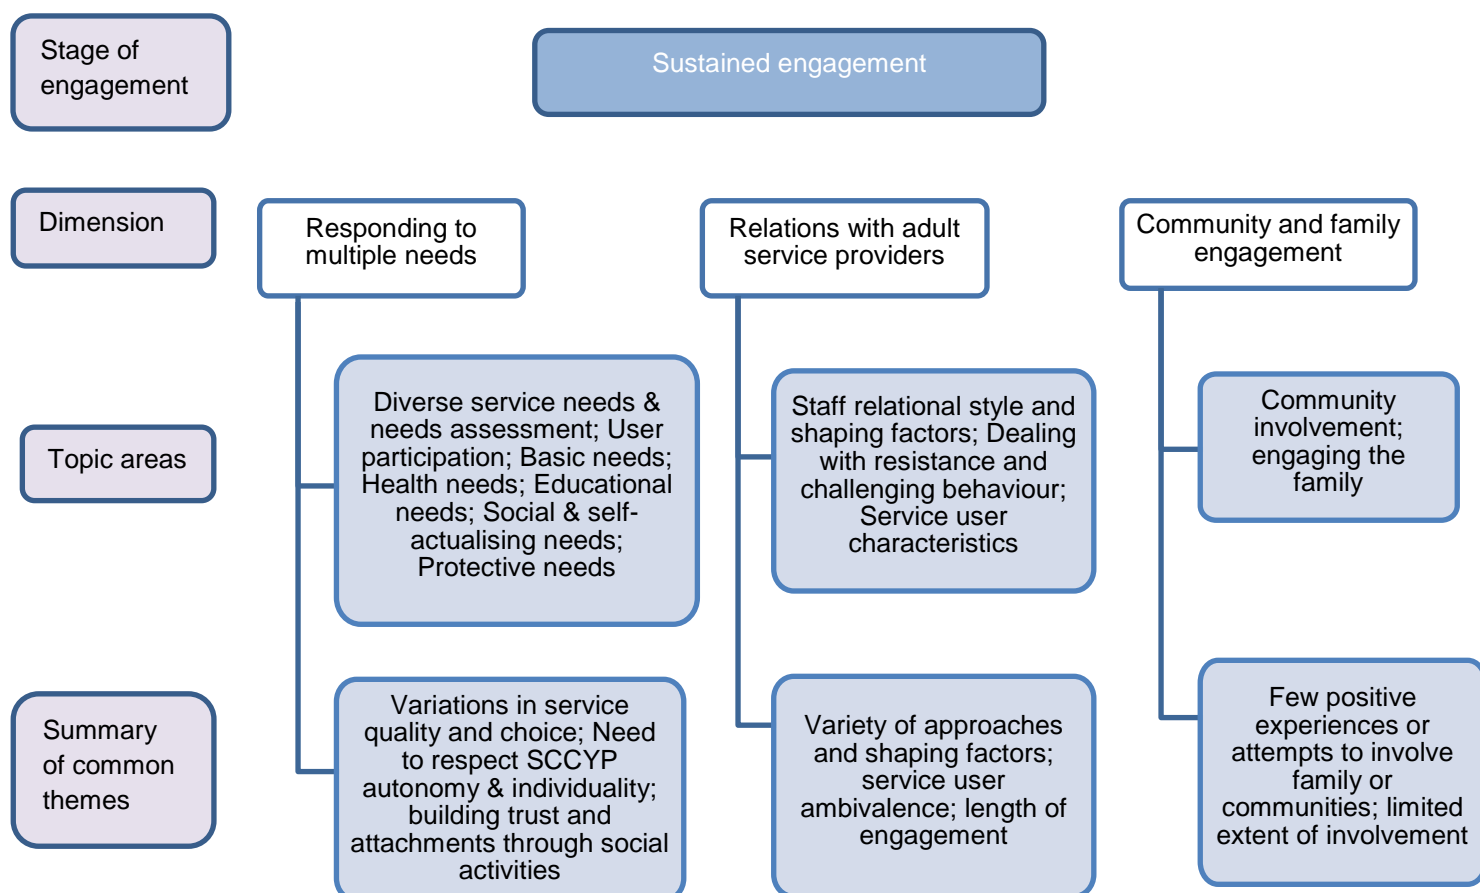 Stage of
engagement
Sustained engagement
Dimension
Responding to
multiple needs
Relations with adult
service providers
Community and family
engagement
Topic areas
Diverse service needs &
needs assessment; User
participation; Basic needs;
Health needs; Educational
needs; Social & self-
actualising needs;
Protective needs
Staff relational style and
shaping factors; Dealing
with resistance and
challenging behaviour;
Service user
characteristics
Community
involvement;
engaging the
family
Summary
of common
themes
Variations in service
quality and choice; Need
to respect SCCYP
autonomy & individuality;
building trust and
attachments through social
activities
Variety of approaches
and shaping factors;
service user
ambivalence; length of
engagement
Few positive
experiences or
attempts to involve
family or
communities; limited
extent of involvement